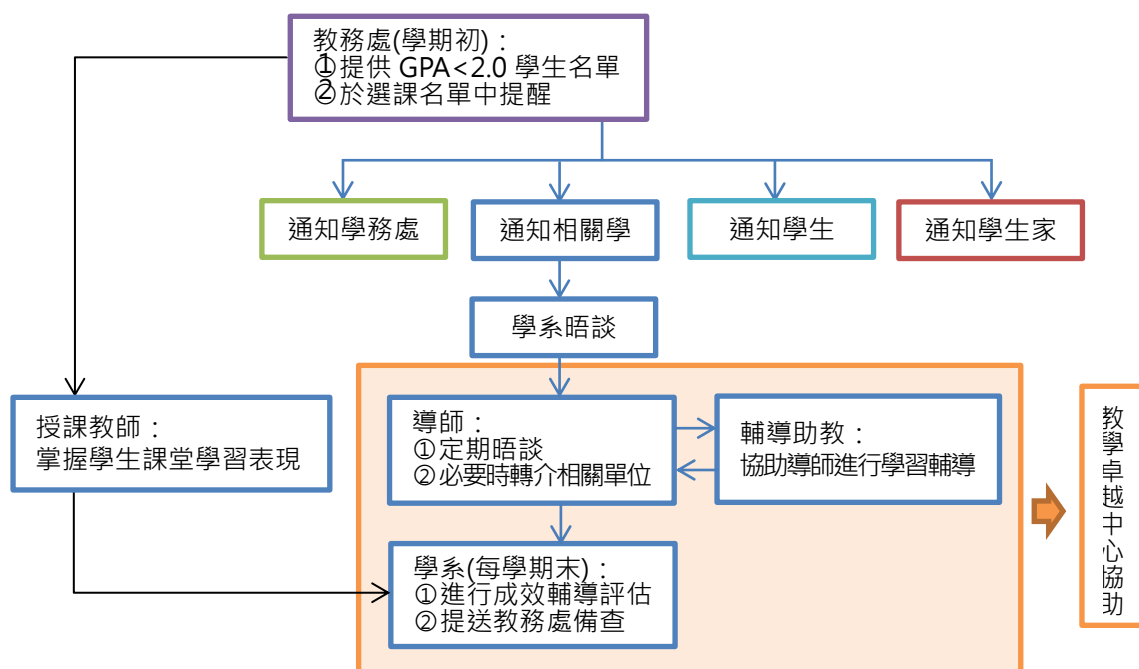 教務處(學期初)：
①提供 GPA<2.0 學生名單
②於選課名單中提醒
通知學務處
通知相關學
通知學生
通知學生家
學系晤談
授課教師：
掌握學生課堂學習表現
導師：
①定期晤談
②必要時轉介相關單位
輔導助教：
協助導師進行學習輔導
學系(每學期末)：
①進行成效輔導評估
②提送教務處備查
教學卓越中心協助